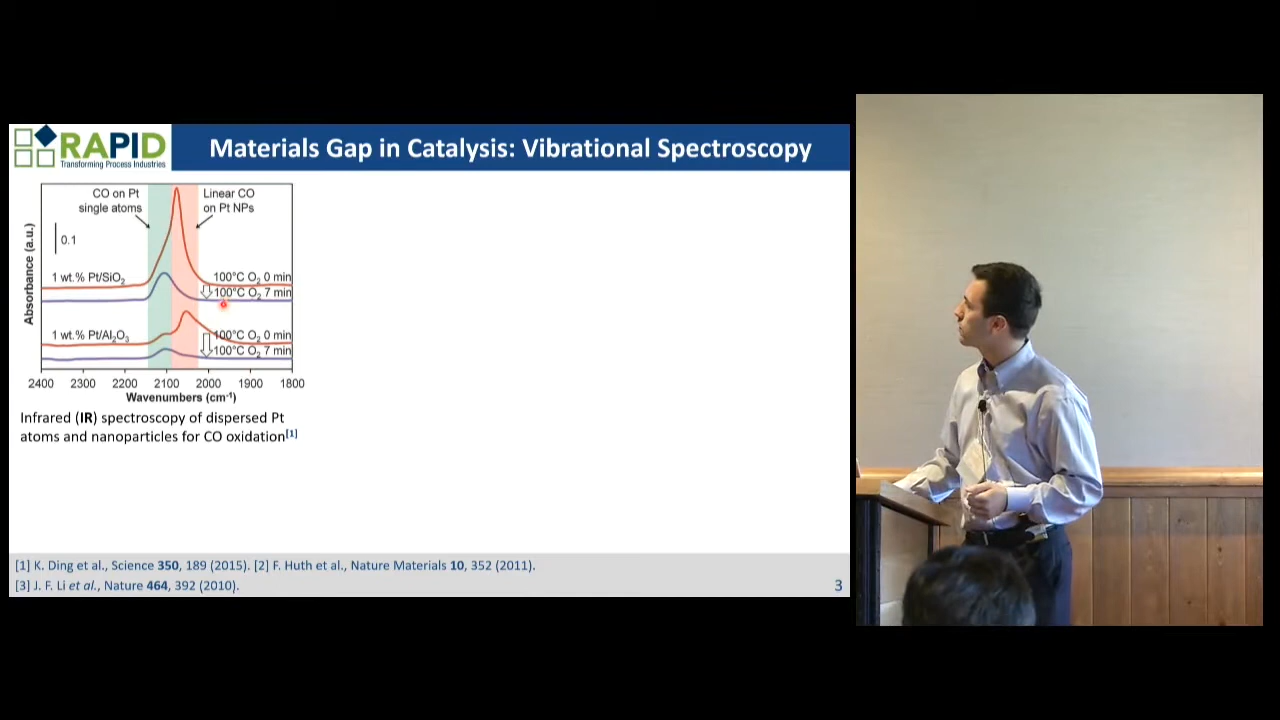 RAPID
Transforming Process Industries
Materials Gap in Catalysis: Vibrational Spectroscopy
CO on Pt
single atoms
Linear CO
on Pt NPs
0.1
1 wt.% Pt/SiO2
100°C O2 0 min
100°C O2 7 min
1 wt.% Pt/Al2O3
100°C O2 0 min
100°C O2 7 min
Absorbance (a.u.)
2400 2300 2200 2100 2000 1900 1800
Wavenumbers (cm-1)
Infrared (IR) spectroscopy of dispersed Pt
atoms and nanoparticles for CO oxidation[1]
[1] K. Ding et al., Science 350, 189 (2015). [2] F. Huth et al., Nature Materials 10, 352 (2011).
[3] J. F. Li et al., Nature 464, 392 (2010).
3